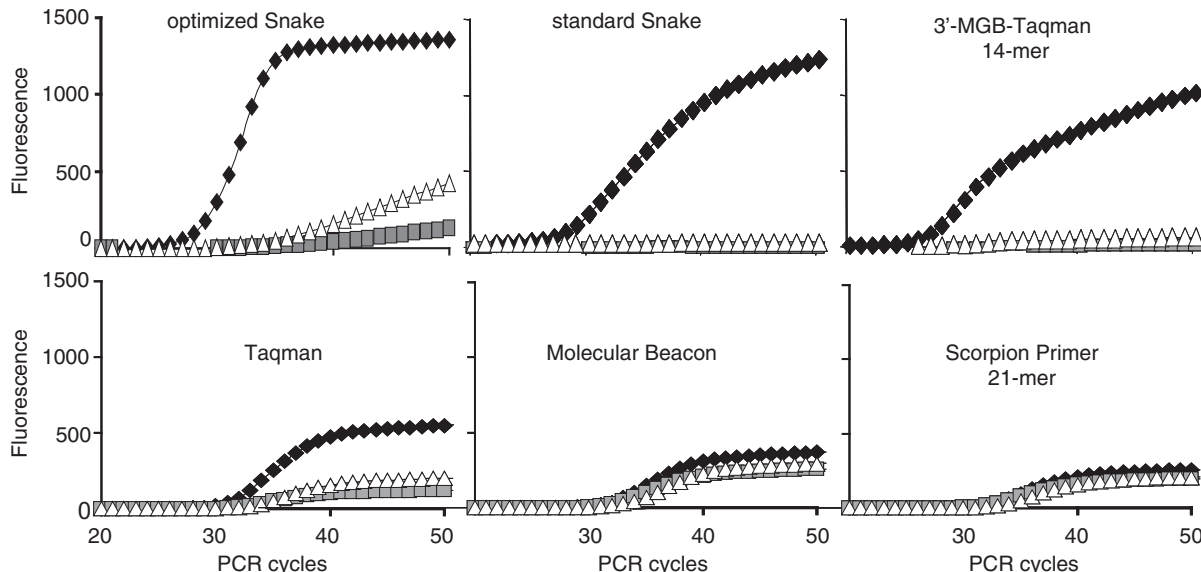 1500
1000
500
0
Fluorescence
optimized Snake
standard Snake
3'-MGB-Taqman
14-mer
1500
1000
500
0
Fluorescence
Taqman
Molecular Beacon
Scorpion Primer
21-mer
20 30 40 50
30 40 50
30 40 50
PCR cycles
PCR cycles
PCR cycles